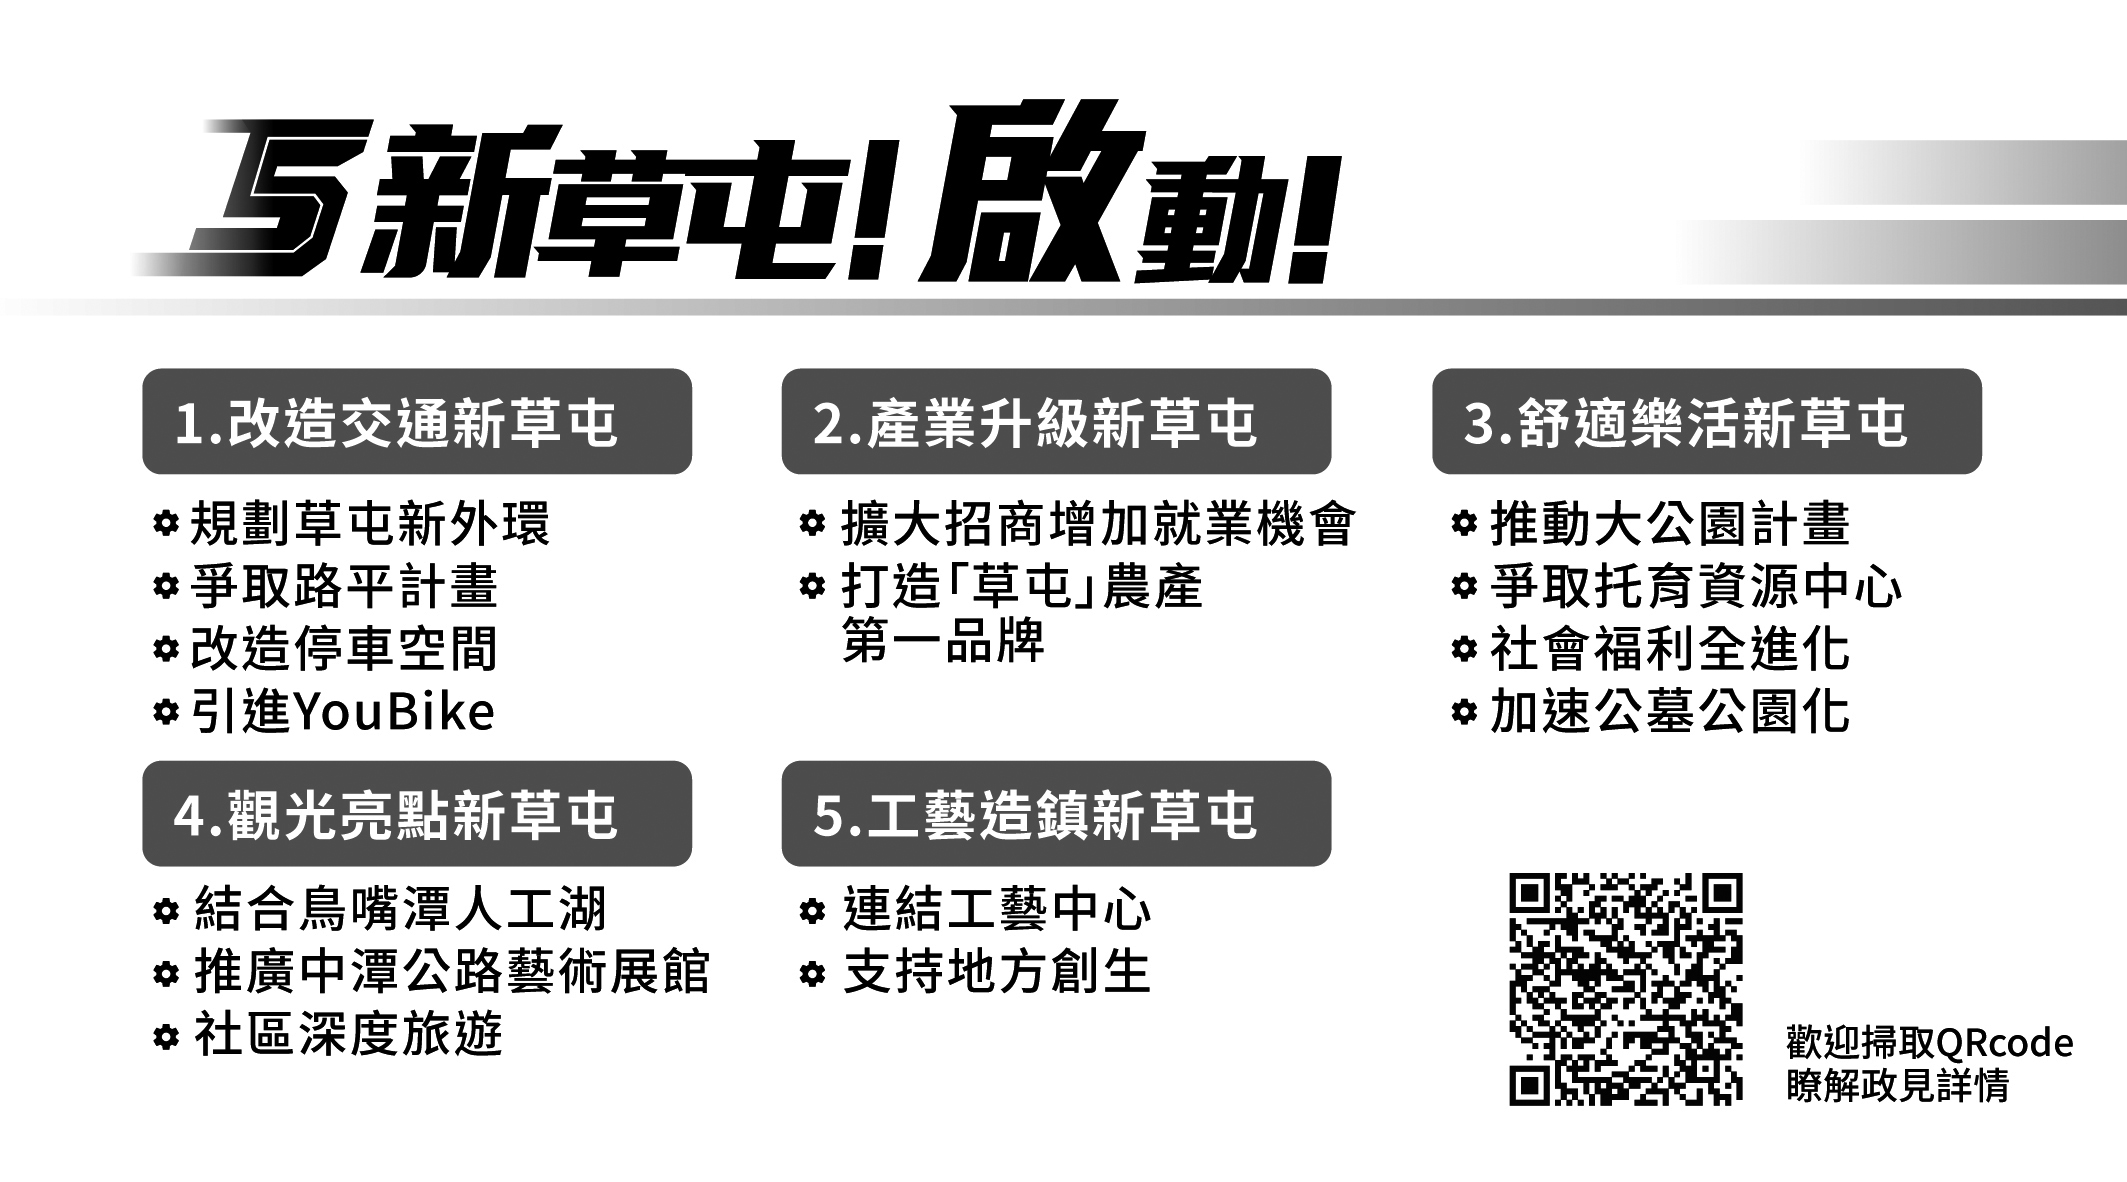 5新草屯!啟動!
1.改造交通新草屯
規劃草屯新外環
爭取路平計畫
改造停車空間
引進YouBike
2.產業升級新草屯
擴大招商增加就業機會
打造「草屯」農產
第一品牌
3.舒適樂活新草屯
推動大公園計畫
爭取托育資源中心
社會福利全進化
加速公墓公園化
4.觀光亮點新草屯
結合鳥嘴潭人工湖
推廣中潭公路藝術展館
社區深度旅遊
5.工藝造鎮新草屯
連結工藝中心
支持地方創生
歡迎掃取QRcode
瞭解政見詳情